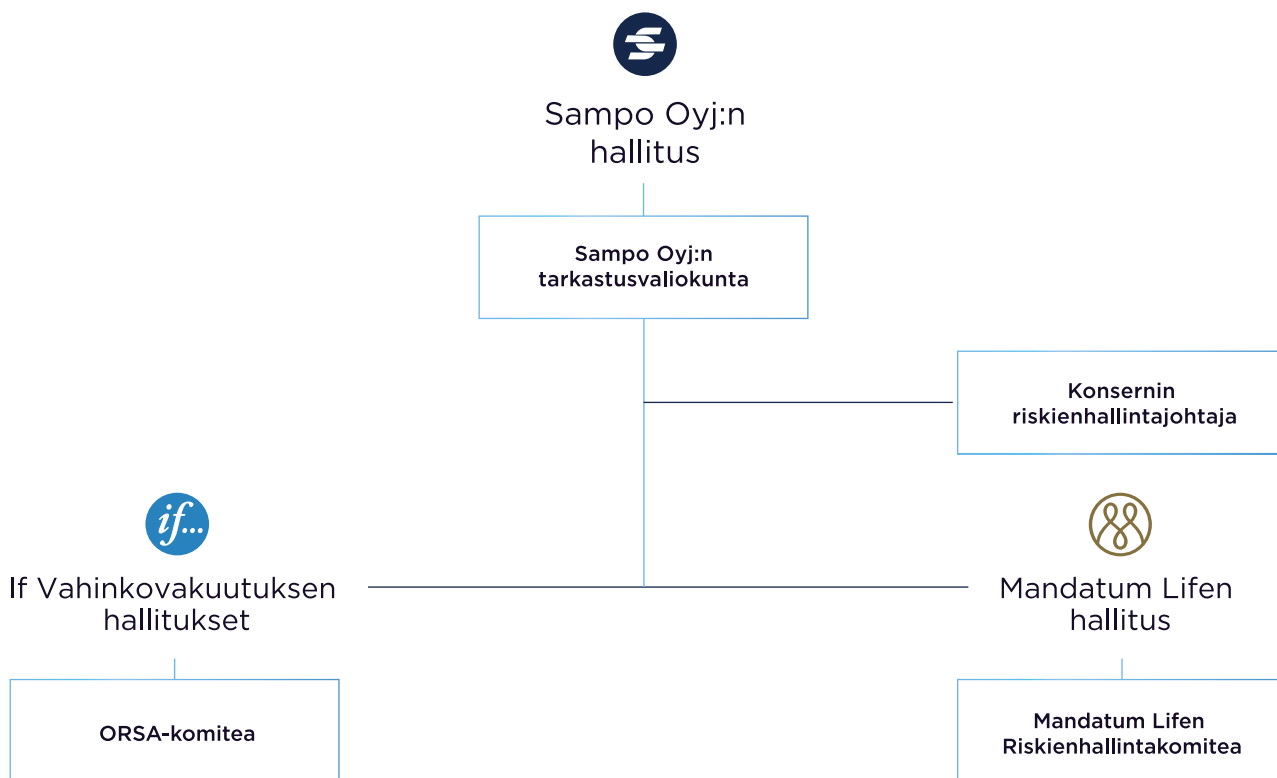 Sampo Oyj:n
hallitus
Sampo Oyj:n
tarkastusvaliokunta
Konsernin
riskienhallintajohtaja
if...
If Vahinkovakuutuksen
hallitukset
Mandatum Lifen
hallitus
ORSA-komitea
Mandatum Lifen
Riskienhallintakomitea